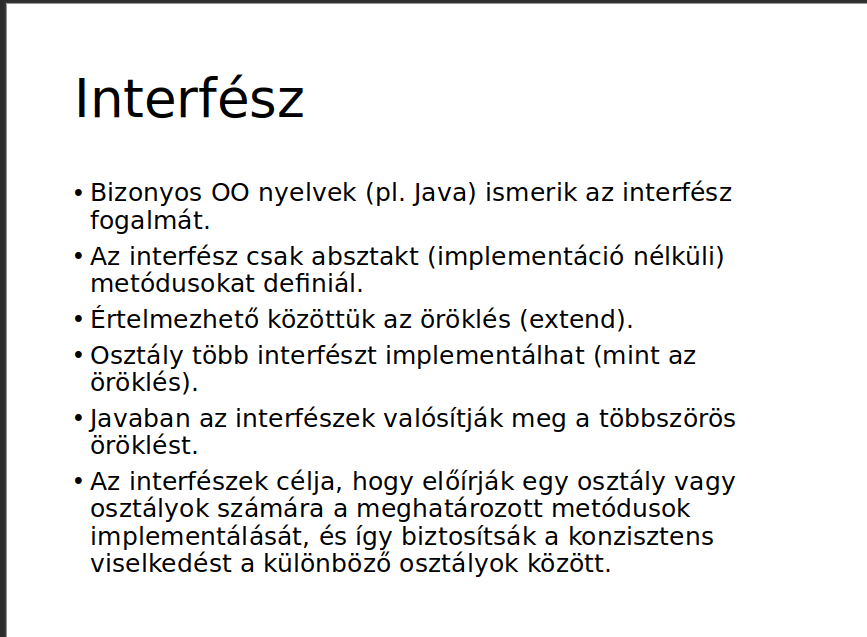 Interfész
• Bizonyos OO nyelvek (pl. Java) ismerik az interfész
fogalmát.
• Az interfész csak absztakt (implementáció nélküli)
metódusokat definiál.
• Értelmezhető közöttük az öröklés (extend).
• Osztály több interfészt implementálhat (mint az
öröklés).
• Javaban az interfészek valósítják meg a többszörös
öröklést.
• Az interfészek célja, hogy előírják egy osztály vagy
osztályok számára a meghatározott metódusok
implementálását, és így biztosítsák a konzisztens
viselkedést a különböző osztályok között.